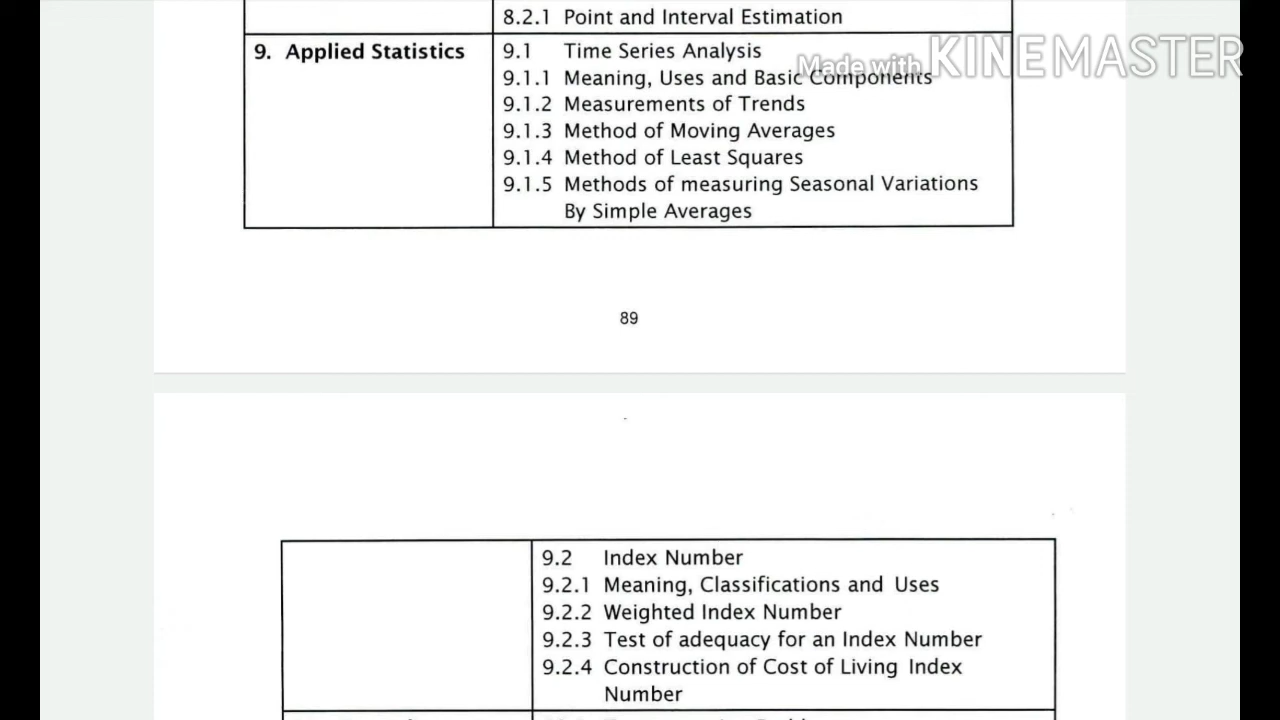 8.2.1 Point and Interval Estimation
9. Applied Statistics
9.1 Time Series Analysis
9.1.1 Meaning, Uses and Basic Components
9.1.2 Measurements of Trends
9.1.3 Method of Moving Averages
9.1.4 Method of Least Squares
9.1.5 Methods of measuring Seasonal Variations
By Simple Averages
Made with KINEMASTER
89
9.2 Index Number
9.2.1 Meaning, Classifications and Uses
9.2.2 Weighted Index Number
9.2.3 Test of adequacy for an Index Number
9.2.4 Construction of Cost of Living Index
Number